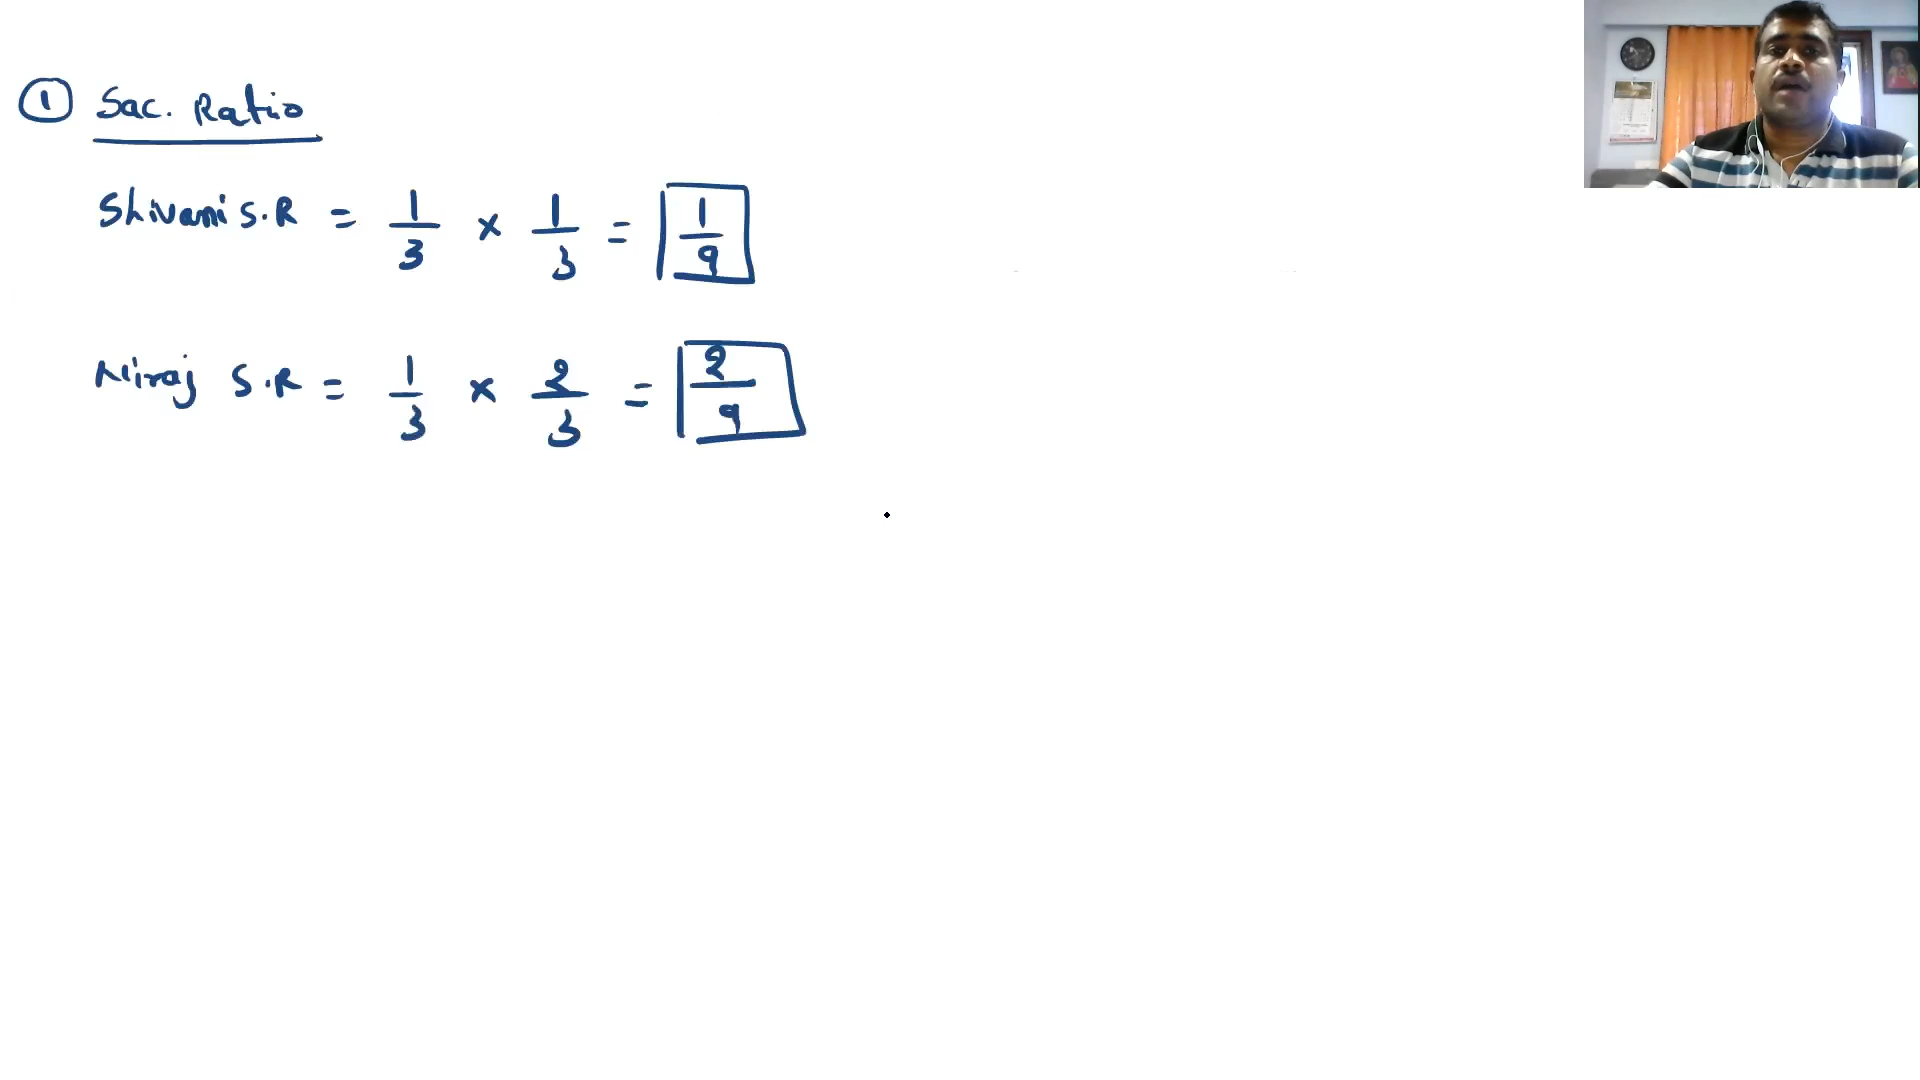 ① Sac. Ratio
Shivani S.R = 1/3 × 1/3 = 1/9
Niraj S.R = 1/3 × 2/3 = 2/9